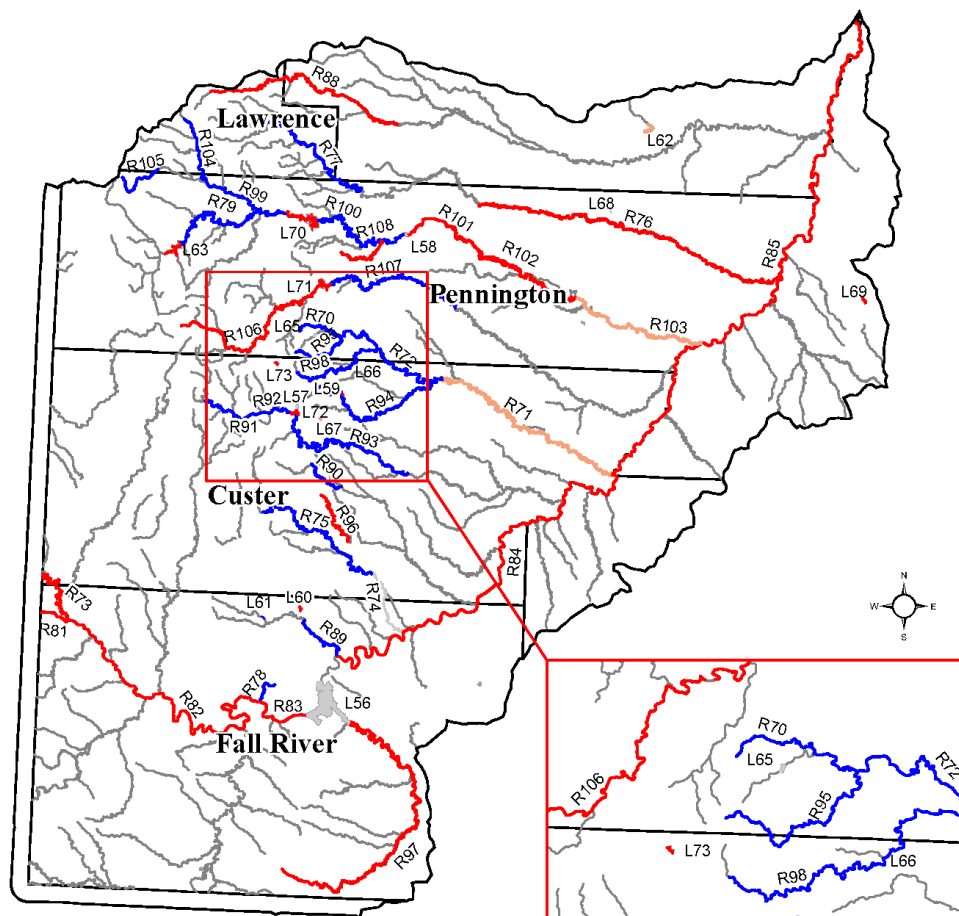 R88
Lawrence
L62
R104
R77
R105
R99
R79
R100
L68
R76
L70
R108
R101
L58
L63
R102
R85
R107
L71
Pennington
L69
R106
L65
R70
R95
R103
R98
R72
L73
L66
L59
R92
L57
R94
L72
R71
R91
L67
R93
R90
Custer
R75
R96
R84
R73
R74
L61
L60
R81
R89
N
W
E
S
R78
R82
R83
L56
Fall River
R97
R70
L65
R72
R106
R95
L73
L66
R98